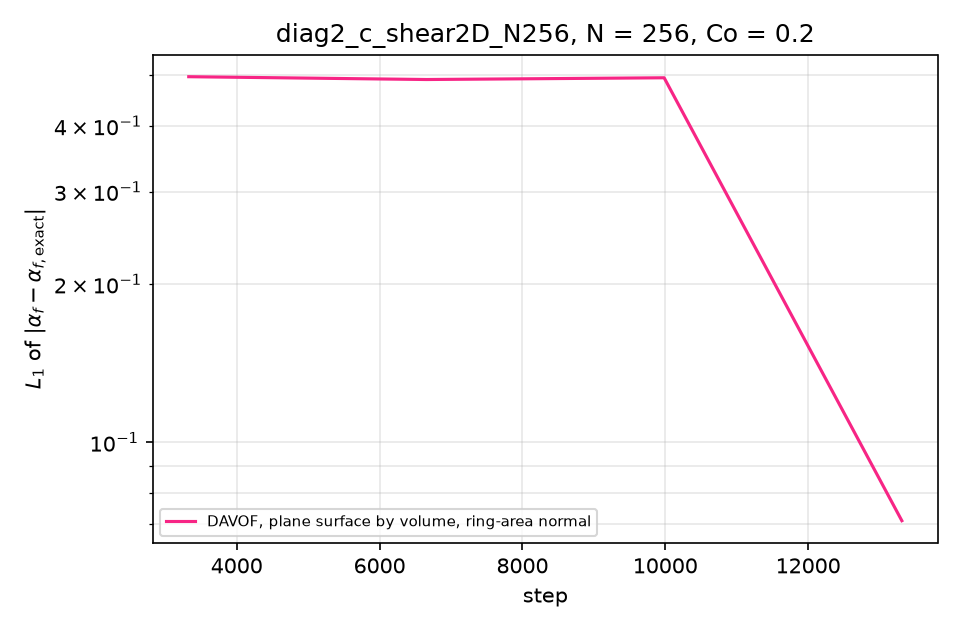 diag2_c_shear2D_N256, N = 256, Co = 0.2
L₁ of |α_f − α_{f,exact}|
4 × 10⁻¹
3 × 10⁻¹
2 × 10⁻¹
10⁻¹
DAVOF, plane surface by volume, ring-area normal
4000 6000 8000 10000 12000
step